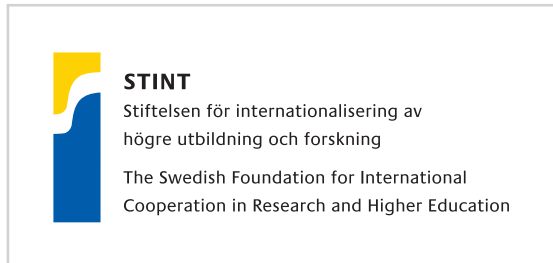 STINT
Stiftelsen för internationalisering av
högre utbildning och forskning
The Swedish Foundation for International
Cooperation in Research and Higher Education